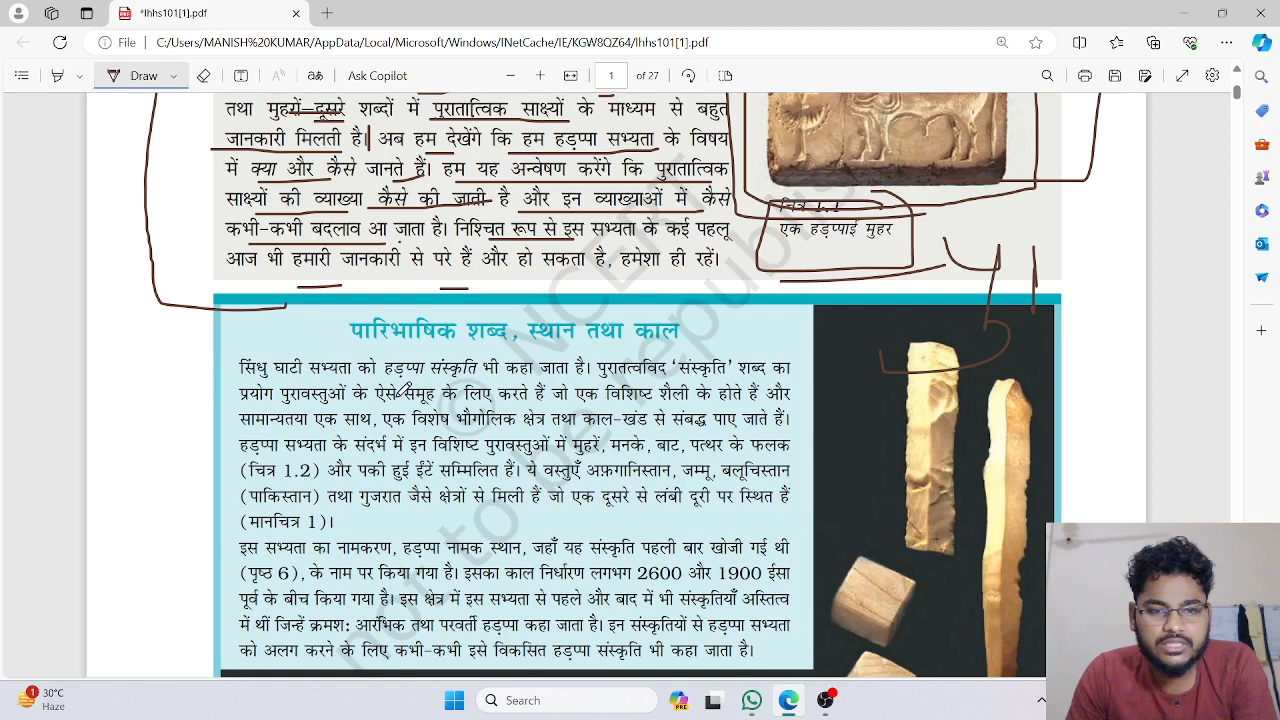 *lhhs101[1].pdf
File
C:/Users/MANISH%20KUMAR/AppData/Local/Microsoft/Windows/INetCache/IE/KGW8QZ64/lhhs101[1].pdf
Draw
Ask Copilot
1 of 27
तथा मुहरों–दूसरे शब्दों में पुरातात्विक साक्ष्यों के माध्यम से बहुत
जानकारी मिलती है। अब हम देखेंगे कि हम हड़प्पा सभ्यता के विषय
में क्या और कैसे जानते हैं। हम यह अन्वेषण करेंगे कि पुरातात्विक
साक्ष्यों की व्याख्या कैसे की जाती है और इन व्याख्याओं में कैसे
कभी-कभी बदलाव आ जाता है। निश्चित रूप से इस सभ्यता के कई पहलू
आज भी हमारी जानकारी से परे हैं और हो सकता है, हमेशा ही रहें।
चित्र 1.1
एक हड़प्पाई मुहर
पारिभाषिक शब्द, स्थान तथा काल
सिंधु घाटी सभ्यता को हड़प्पा संस्कृति भी कहा जाता है। पुरातत्वविद ‘संस्कृति’ शब्द का
प्रयोग पुरावस्तुओं के ऐसे समूह के लिए करते हैं जो एक विशिष्ट शैली के होते हैं और
सामान्यतया एक साथ, एक विशेष भौगोलिक क्षेत्र तथा काल-खंड से संबद्ध पाए जाते हैं।
हड़प्पा सभ्यता के संदर्भ में इन विशिष्ट पुरावस्तुओं में मुहरें, मनके, बाट, पत्थर के फलक
(चित्र 1.2) और पकी हुई ईंटें सम्मिलित हैं। ये वस्तुएँ अफ़गानिस्तान, जम्मू, बलूचिस्तान
(पाकिस्तान) तथा गुजरात जैसे क्षेत्रों से मिली हैं जो एक दूसरे से लंबी दूरी पर स्थित हैं
(मानचित्र 1)।
इस सभ्यता का नामकरण, हड़प्पा नामक स्थान, जहाँ यह संस्कृति पहली बार खोजी गई थी
(पृष्ठ 6), के नाम पर किया गया है। इसका काल निर्धारण लगभग 2600 और 1900 ईसा
पूर्व के बीच किया गया है। इस क्षेत्र में इस सभ्यता से पहले और बाद में भी संस्कृतियाँ अस्तित्व
में थीं जिन्हें क्रमश: आरंभिक तथा परवर्ती हड़प्पा कहा जाता है। इन संस्कृतियों से हड़प्पा सभ्यता
को अलग करने के लिए कभी-कभी इसे विकसित हड़प्पा संस्कृति भी कहा जाता है।
© NCERT
not to be republis
1
30°C
Haze
Search
PRE